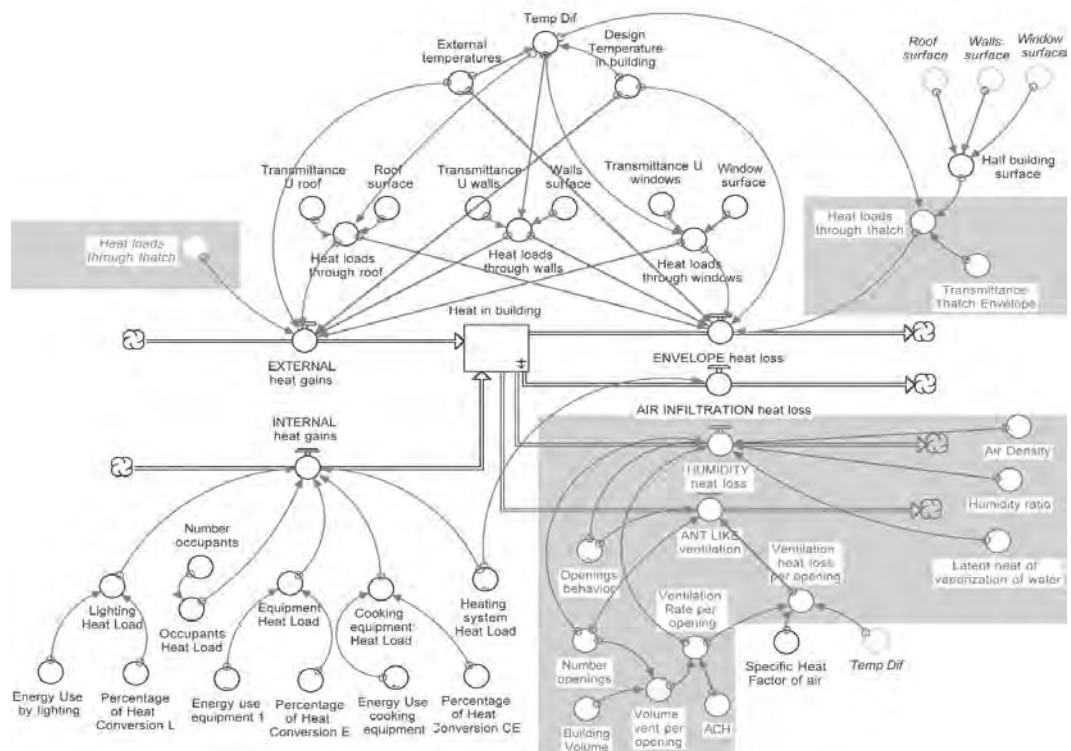 Temp Dif
External
temperatures
Design
Temperature
in building
Roof
surface
Walls
surface
Window
surface
Half building
surface
Transmittance
U roof
Roof
surface
Transmittance
U walls
Walls
surface
Transmittance U
windows
Window
surface
Heat loads
through thatch
Heat loads
through roof
Heat loads
through walls
Heat loads
through windows
Heat loads
through thatch
Transmittance
Thatch Envelope
Heat in building
EXTERNAL
heat gains
ENVELOPE heat loss
AIR INFILTRATION heat loss
INTERNAL
heat gains
HUMIDITY
heat loss
Air Density
Humidity ratio
ANT LIKE
ventilation
Latent heat of
vaporization of water
Number
occupants
Openings
behavior
Ventilation
heat loss
per opening
Lighting
Heat Load
Occupants
Heat Load
Equipment
Heat Load
Cooking
equipment
Heat Load
Heating
system
Heat Load
Ventilation
Rate per
opening
Number
openings
Specific Heat
Factor of air
Temp Dif
Energy Use
by lighting
Percentage
of Heat
Conversion L
Energy use
equipment 1
Percentage
of Heat
Conversion E
Energy Use
cooking
equipment
Percentage
of Heat
Conversion CE
Building
Volume
Volume
vent per
opening
ACH